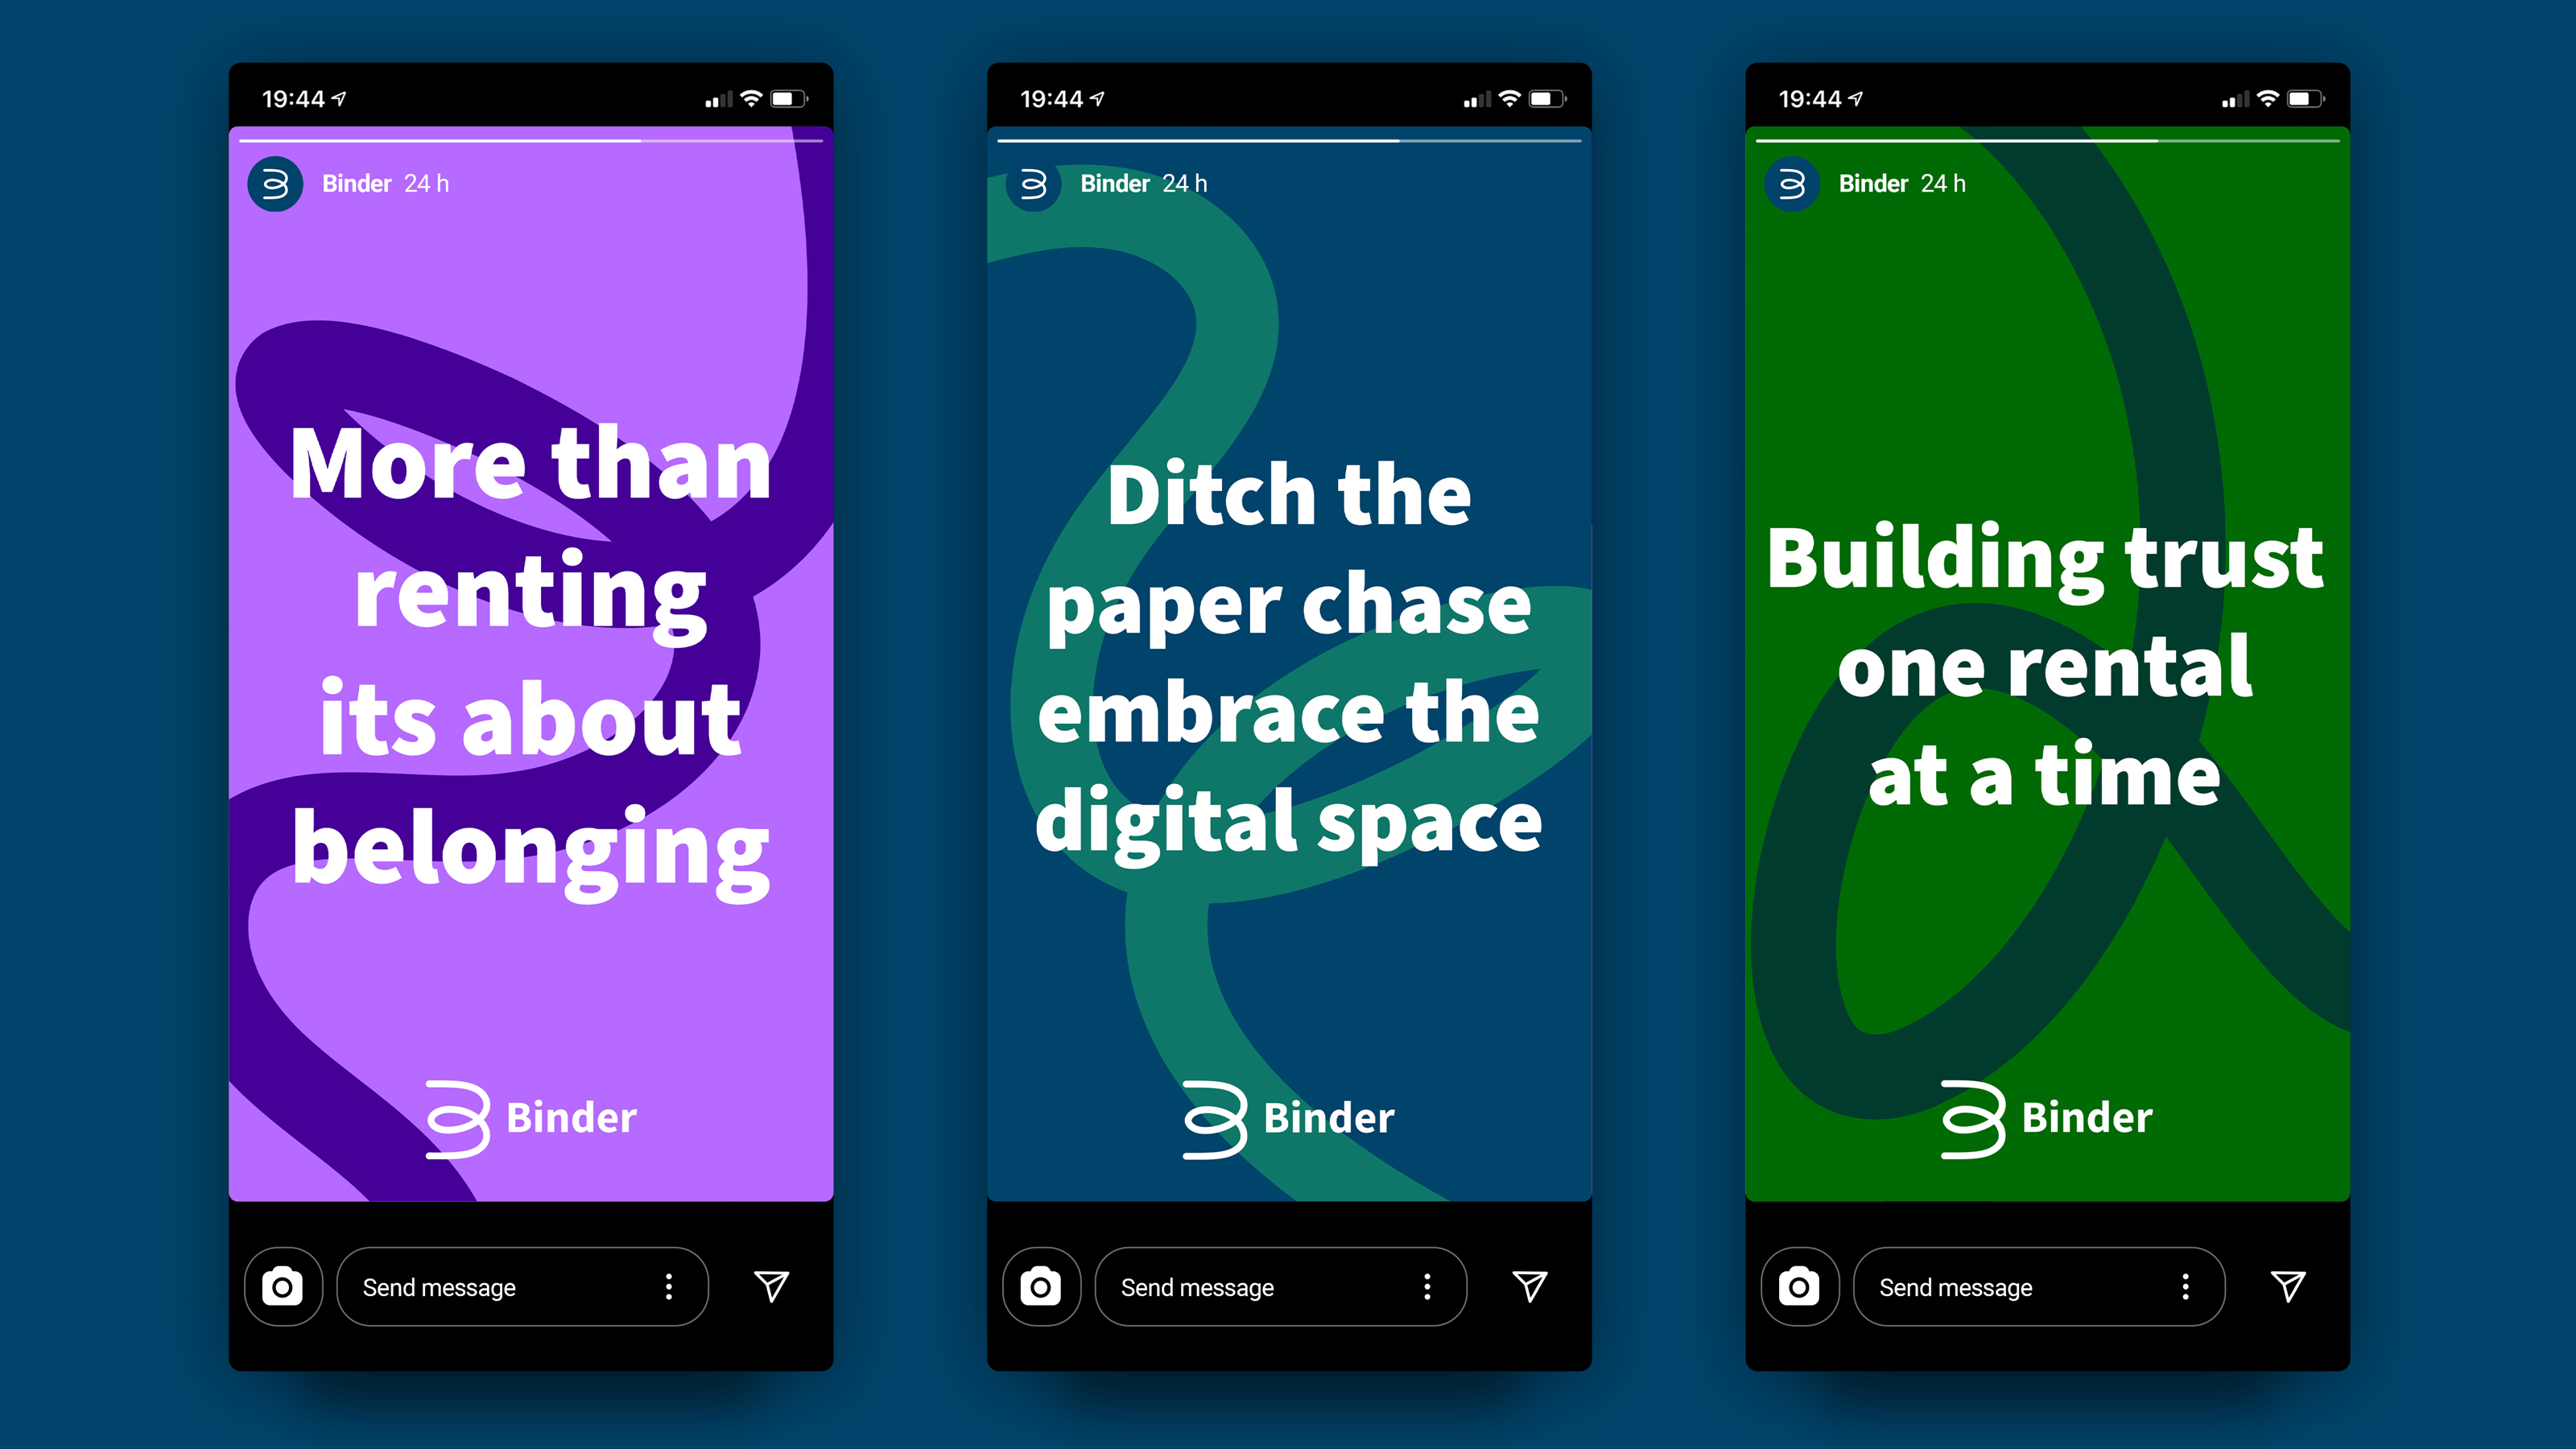 19:44
Binder 24 h
More than
renting
its about
belonging
Binder
Send message
19:44
Binder 24 h
Ditch the
paper chase
embrace the
digital space
Binder
Send message
19:44
Binder 24 h
Building trust
one rental
at a time
Binder
Send message